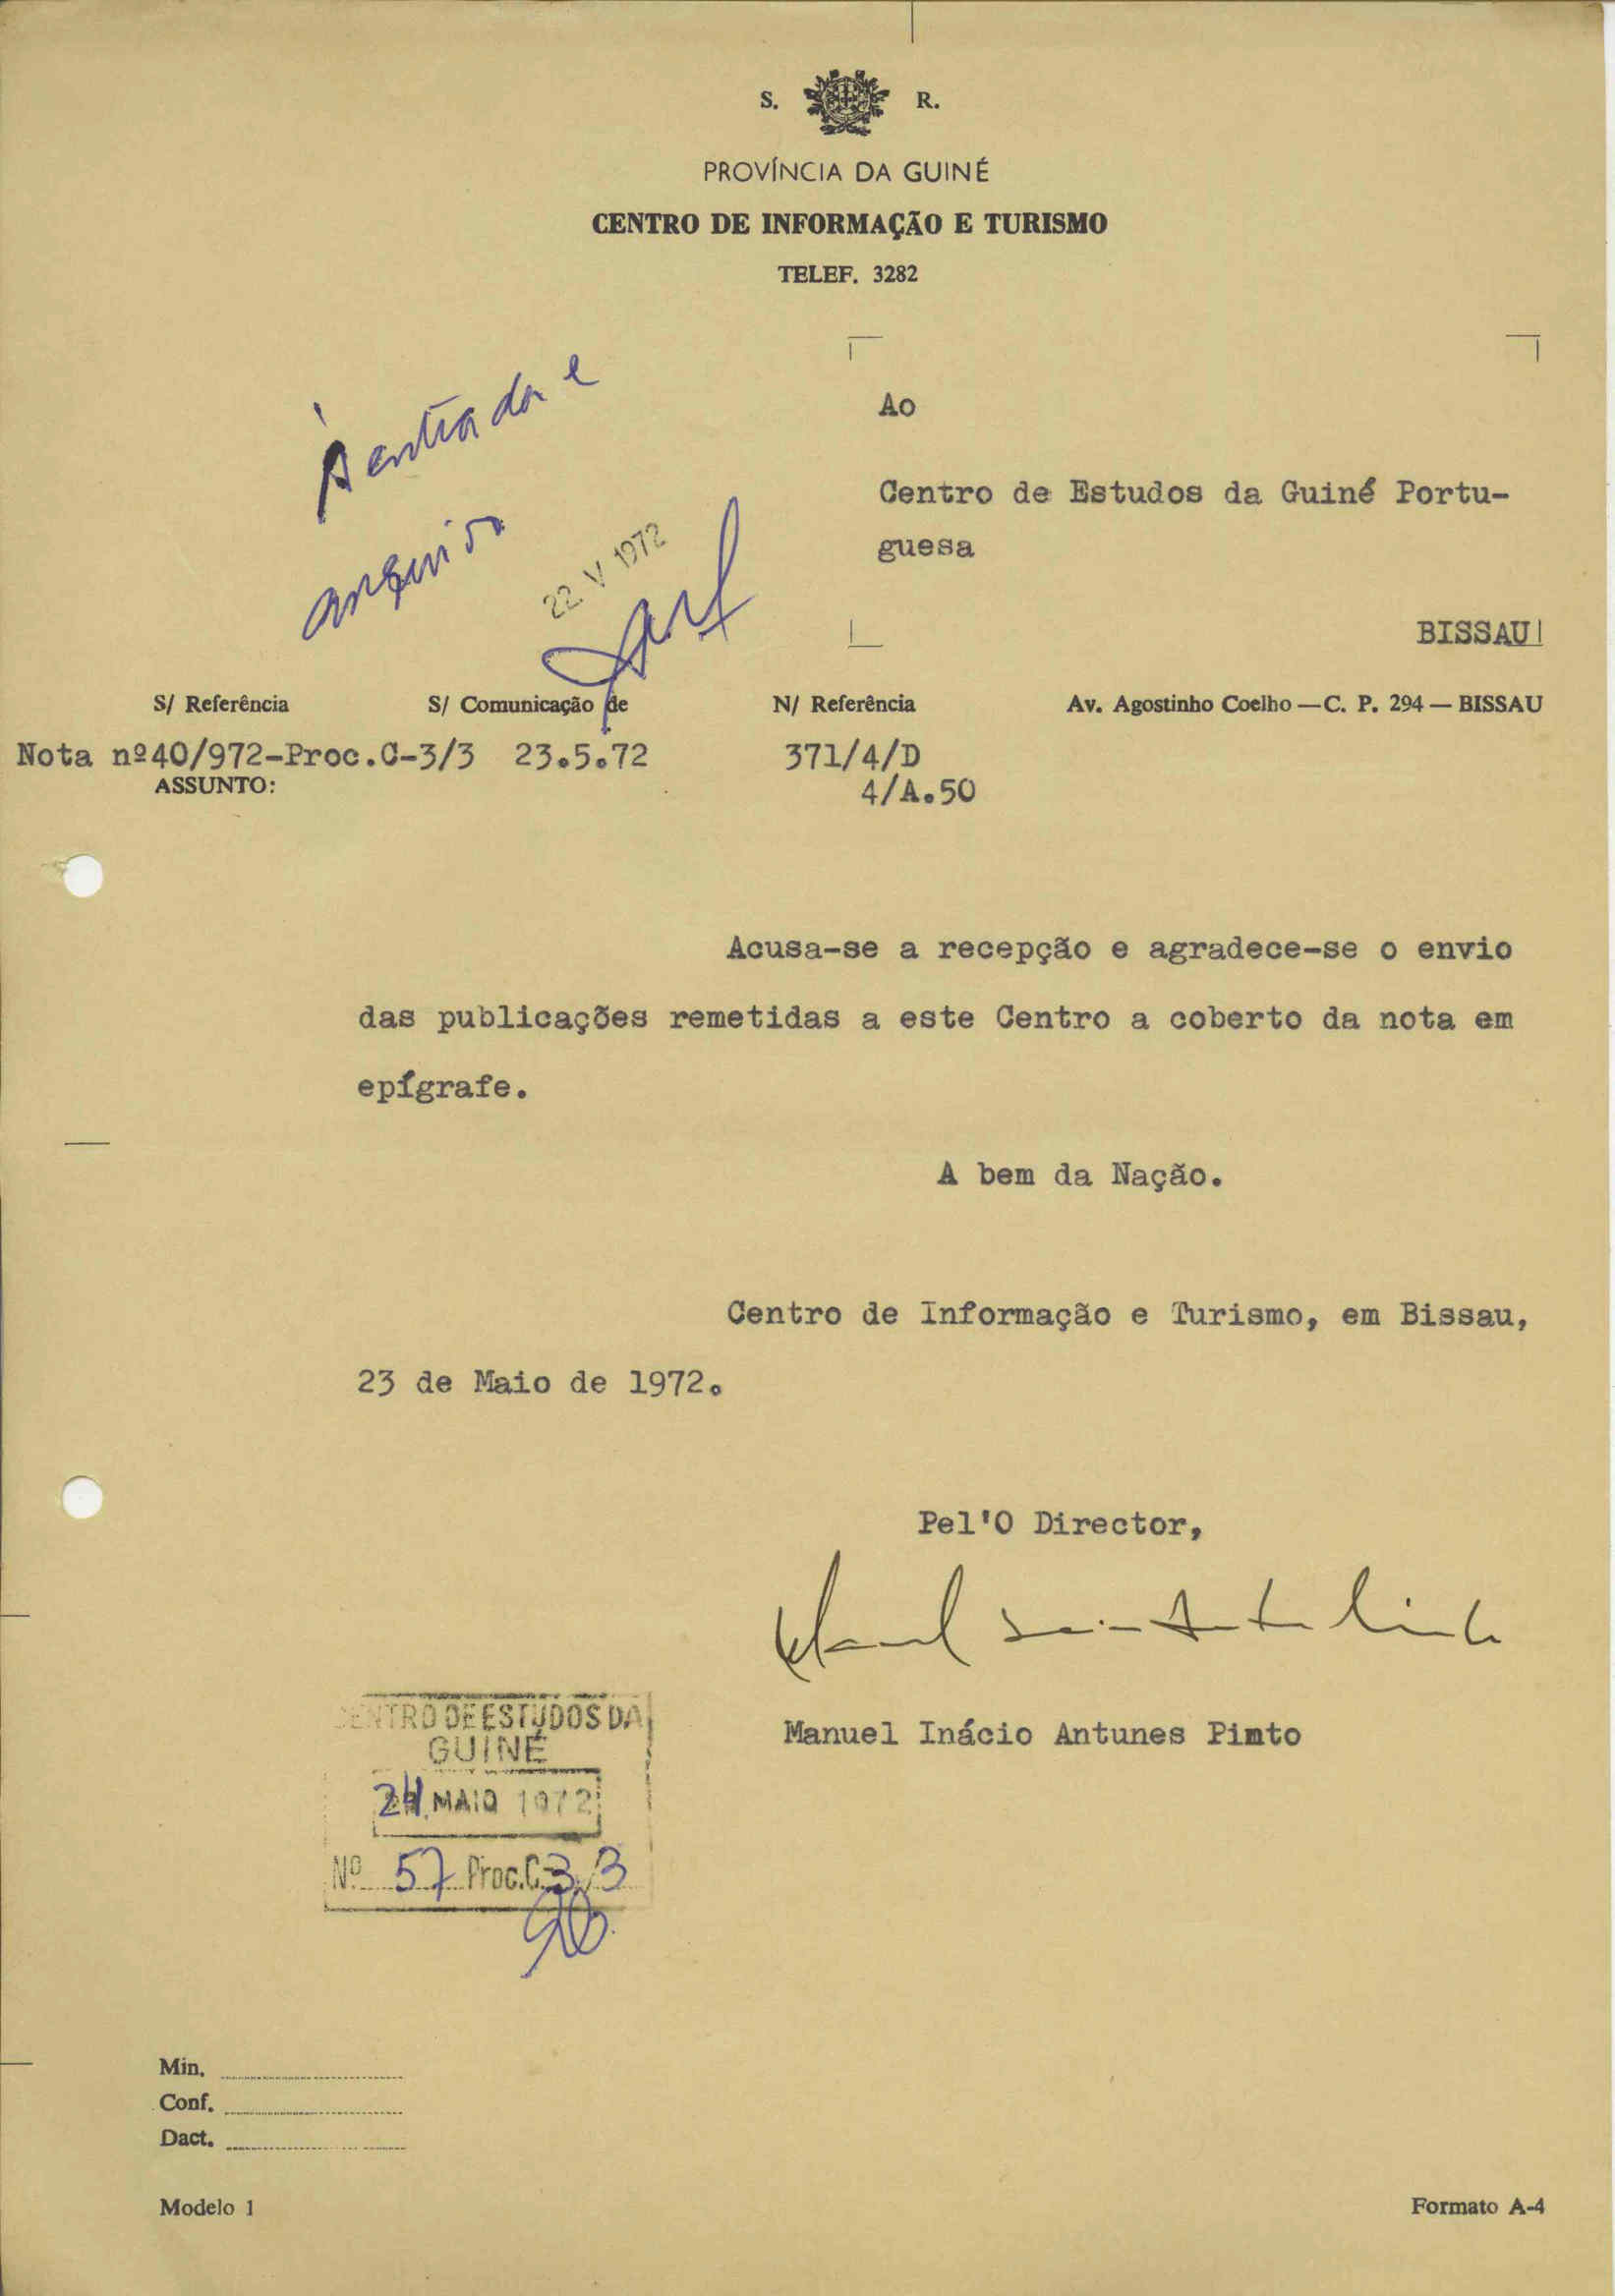 S. R.
PROVÍNCIA DA GUINÉ
CENTRO DE INFORMAÇÃO E TURISMO
TELEF. 3282
À entrada e
arquivo
22 V 1972
Ao
Centro de Estudos da Guiné Portu-
guesa
BISSAU
S/ Referência S/ Comunicação de N/ Referência Av. Agostinho Coelho — C. P. 294 — BISSAU
Nota nº40/972-Proc.C-3/3 23.5.72 371/4/D
ASSUNTO: 4/A.50
Acusa-se a recepção e agradece-se o envio
das publicações remetidas a este Centro a coberto da nota em
epígrafe.
A bem da Nação.
Centro de Informação e Turismo, em Bissau,
23 de Maio de 1972.
Pel'O Director,
Manuel Inácio Antunes Pinto
CENTRO DE ESTUDOS DA
GUINÉ
24 MAIO 1972
Nº 57 Proc.C.3/3
Min.
Conf.
Dact.
Modelo 1 Formato A-4